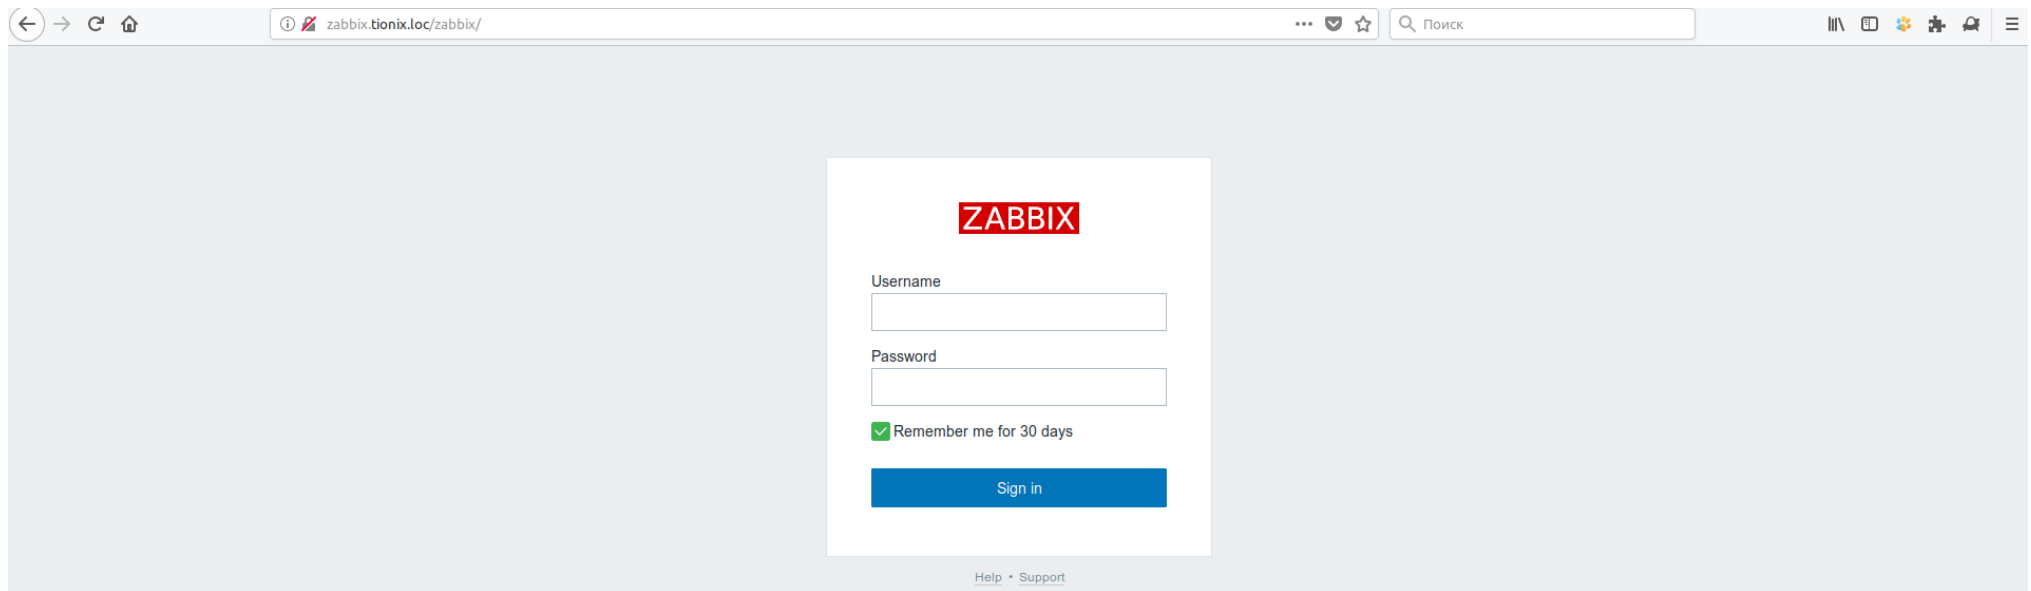 zabbix.tionix.loc/zabbix/ Поиск
ZABBIX
Username
Password
Remember me for 30 days
Sign in
Help • Support